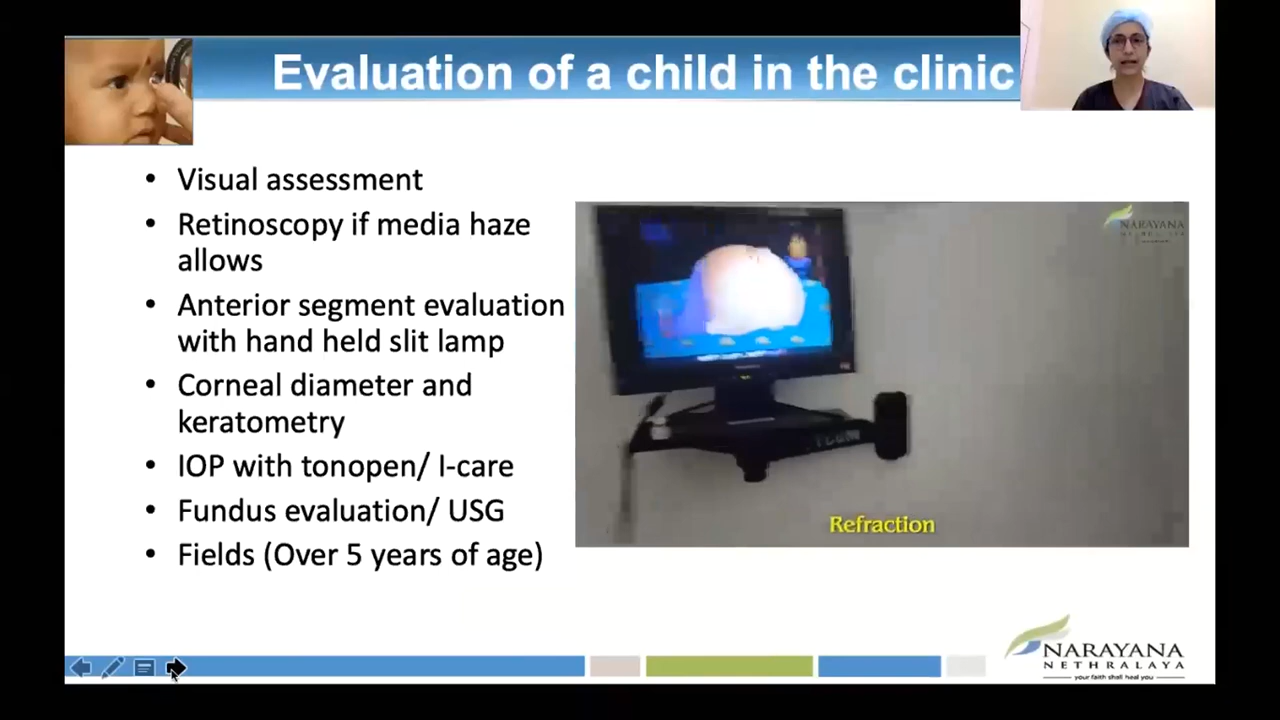 Evaluation of a child in the clinic
• Visual assessment
• Retinoscopy if media haze
allows
• Anterior segment evaluation
with hand held slit lamp
• Corneal diameter and
keratometry
• IOP with tonopen/ I-care
• Fundus evaluation/ USG
• Fields (Over 5 years of age)
NARAYANA
Refraction
NARAYANA
NETHRALAYA
your faith shall heal you